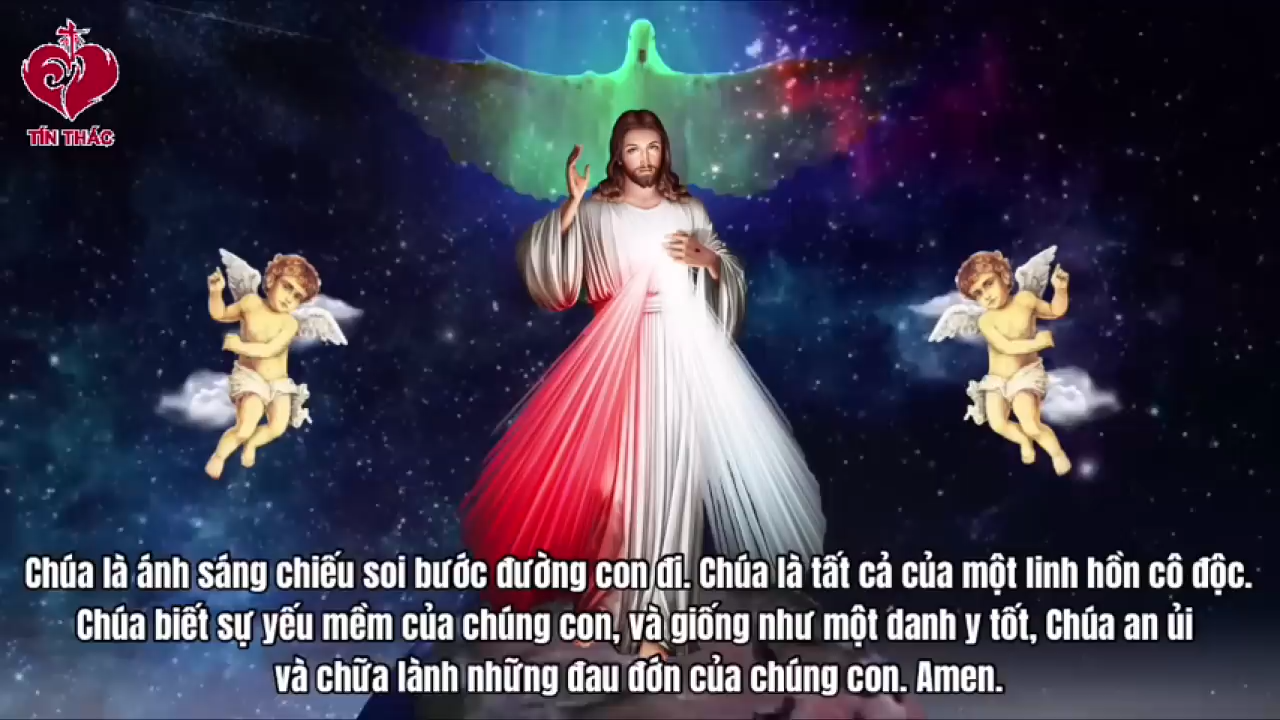 TÍN THÁC
Chúa là ánh sáng chiếu soi bước đường con đi. Chúa là tất cả của một linh hồn cô độc.
Chúa biết sự yếu mềm của chúng con, và giống như một danh y tốt, Chúa an ủi
và chữa lành những đau đớn của chúng con. Amen.